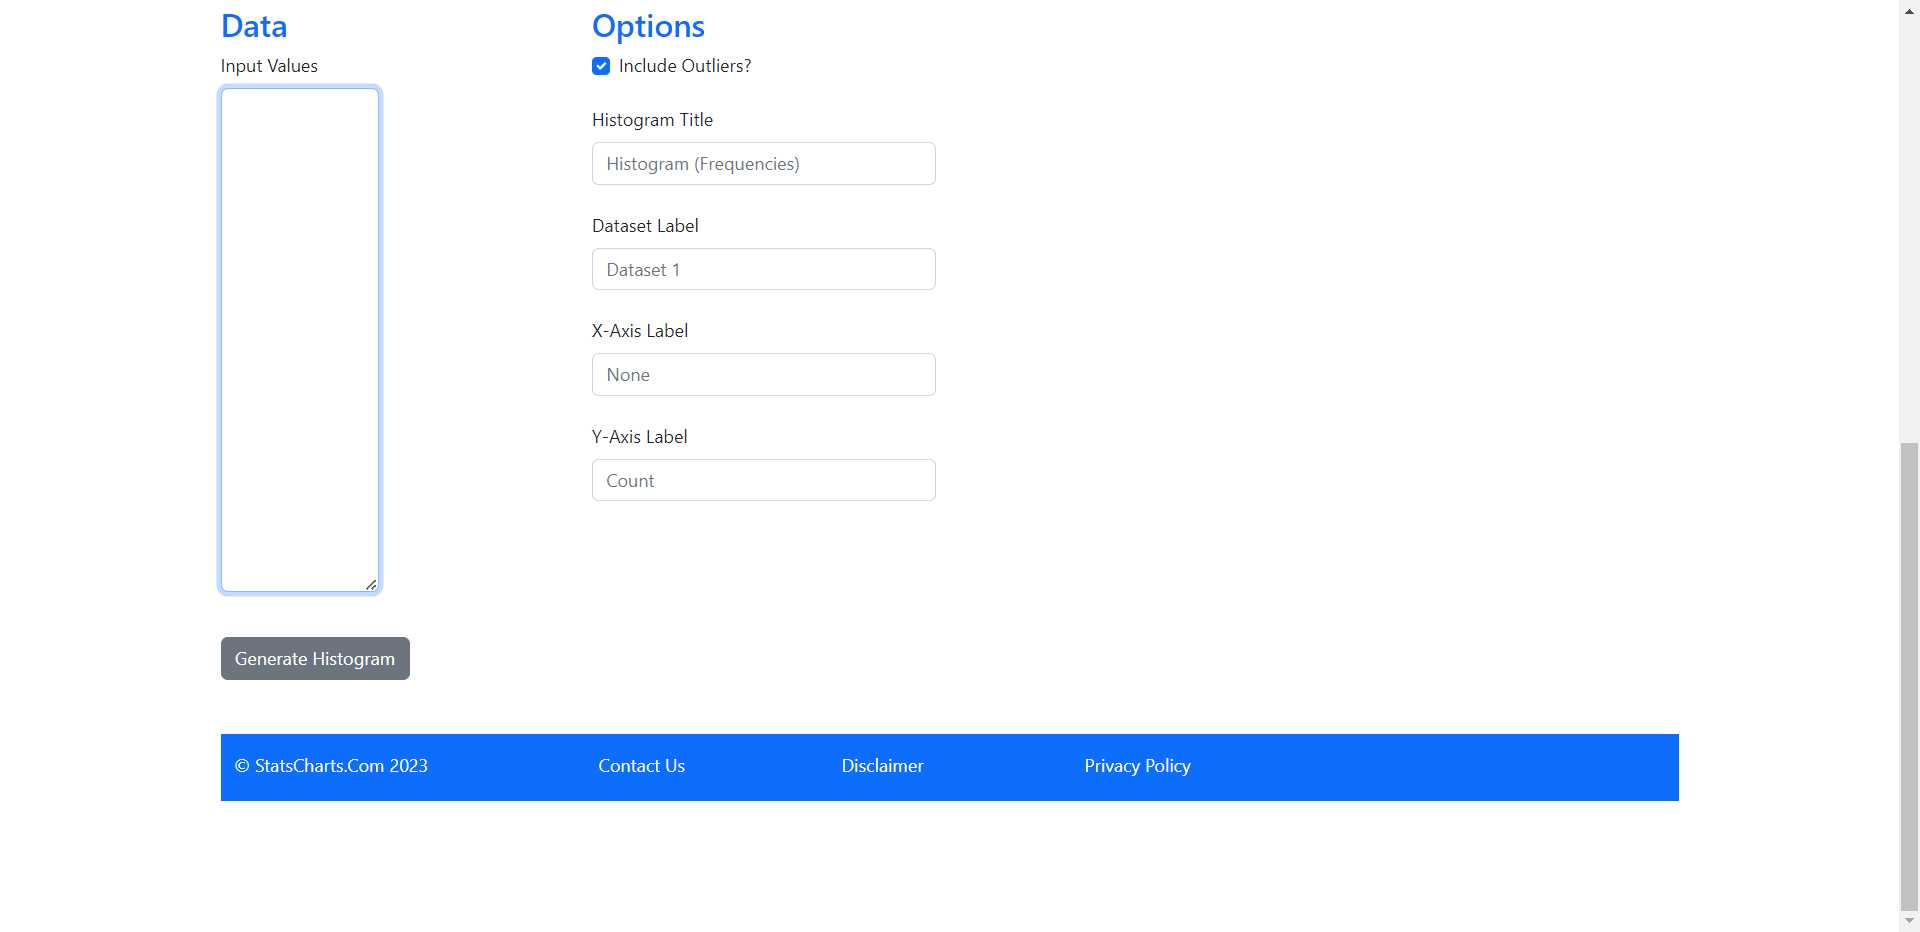 Data
Input Values
Generate Histogram
Options
Include Outliers?
Histogram Title
Histogram (Frequencies)
Dataset Label
Dataset 1
X-Axis Label
None
Y-Axis Label
Count
© StatsCharts.Com 2023
Contact Us
Disclaimer
Privacy Policy